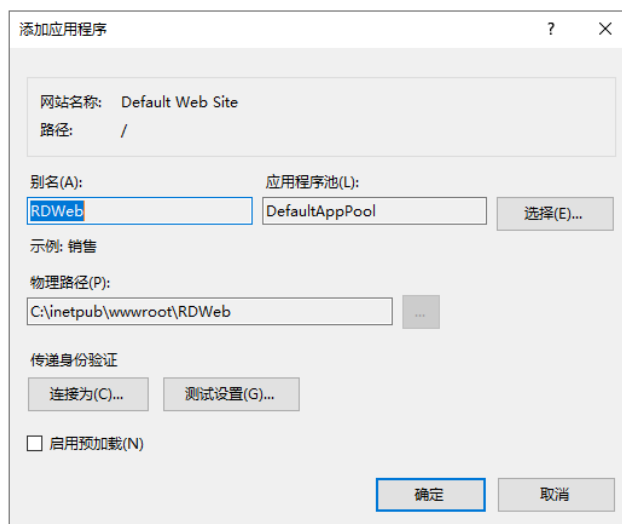 添加应用程序
网站名称: Default Web Site
路径: /
别名(A): 应用程序池(L):
RDWeb DefaultAppPool 选择(E)...
示例: 销售
物理路径(P):
C:\inetpub\wwwroot\RDWeb ...
传递身份验证
连接为(C)... 测试设置(G)...
启用预加载(N)
确定 取消